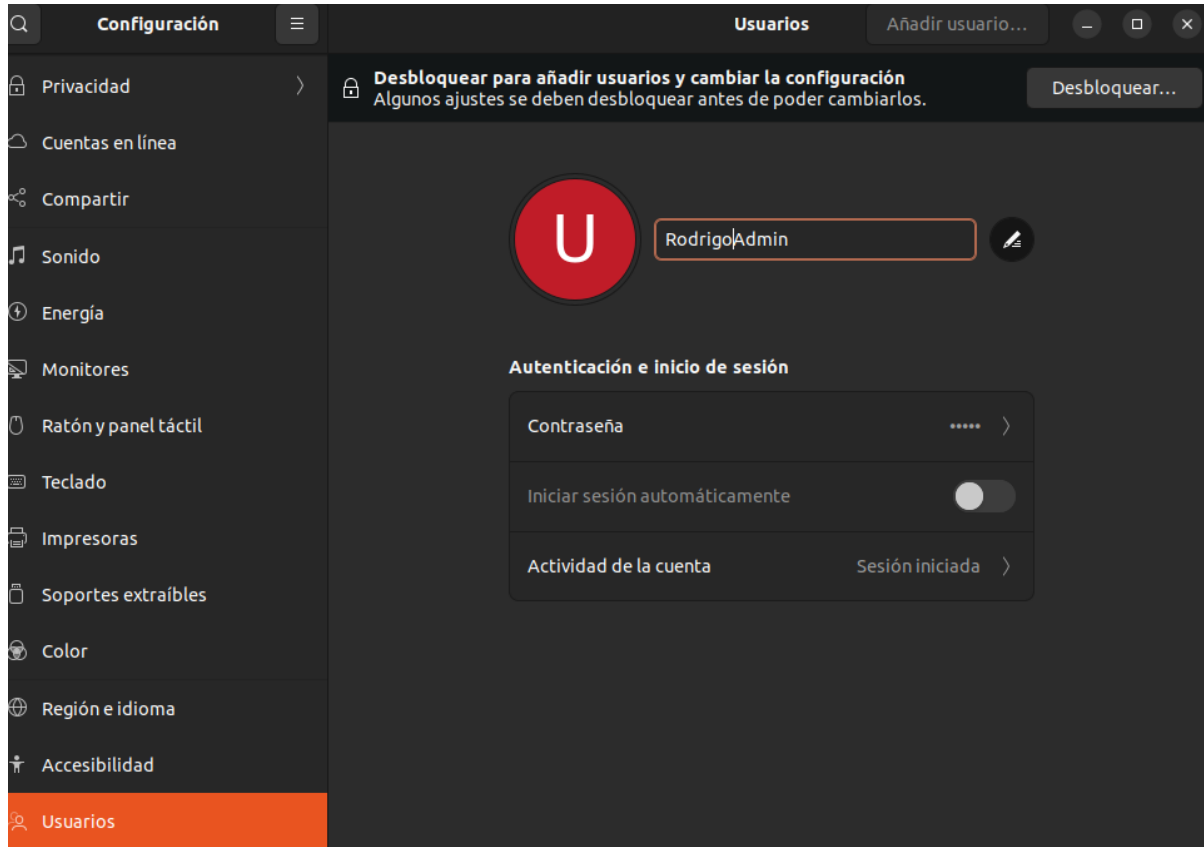 Configuración
Usuarios
Añadir usuario...
Privacidad
Cuentas en línea
Compartir
Sonido
Energía
Monitores
Ratón y panel táctil
Teclado
Impresoras
Soportes extraíbles
Color
Región e idioma
Accesibilidad
Usuarios
Desbloquear para añadir usuarios y cambiar la configuración
Algunos ajustes se deben desbloquear antes de poder cambiarlos.
Desbloquear...
U
RodrigoAdmin
Autenticación e inicio de sesión
Contraseña
Iniciar sesión automáticamente
Actividad de la cuenta Sesión iniciada